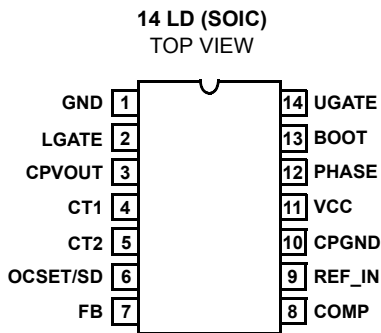 14 LD (SOIC)
TOP VIEW
GND 1
LGATE 2
CPVOUT 3
CT1 4
CT2 5
OCSET/SD 6
FB 7
14 UGATE
13 BOOT
12 PHASE
11 VCC
10 CPGND
9 REF_IN
8 COMP